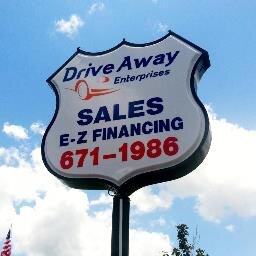 Drive Away
Enterprises
SALES
E-Z FINANCING
671-1986